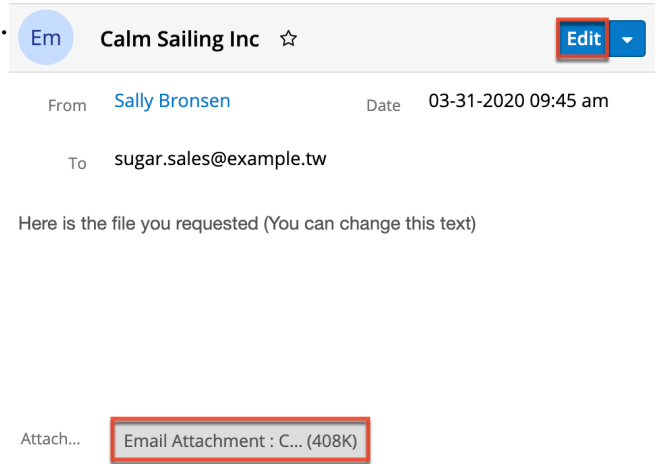 Em Calm Sailing Inc Edit
From Sally Bronsen Date 03-31-2020 09:45 am
To sugar.sales@example.tw
Here is the file you requested (You can change this text)
Attach... Email Attachment : C... (408K)